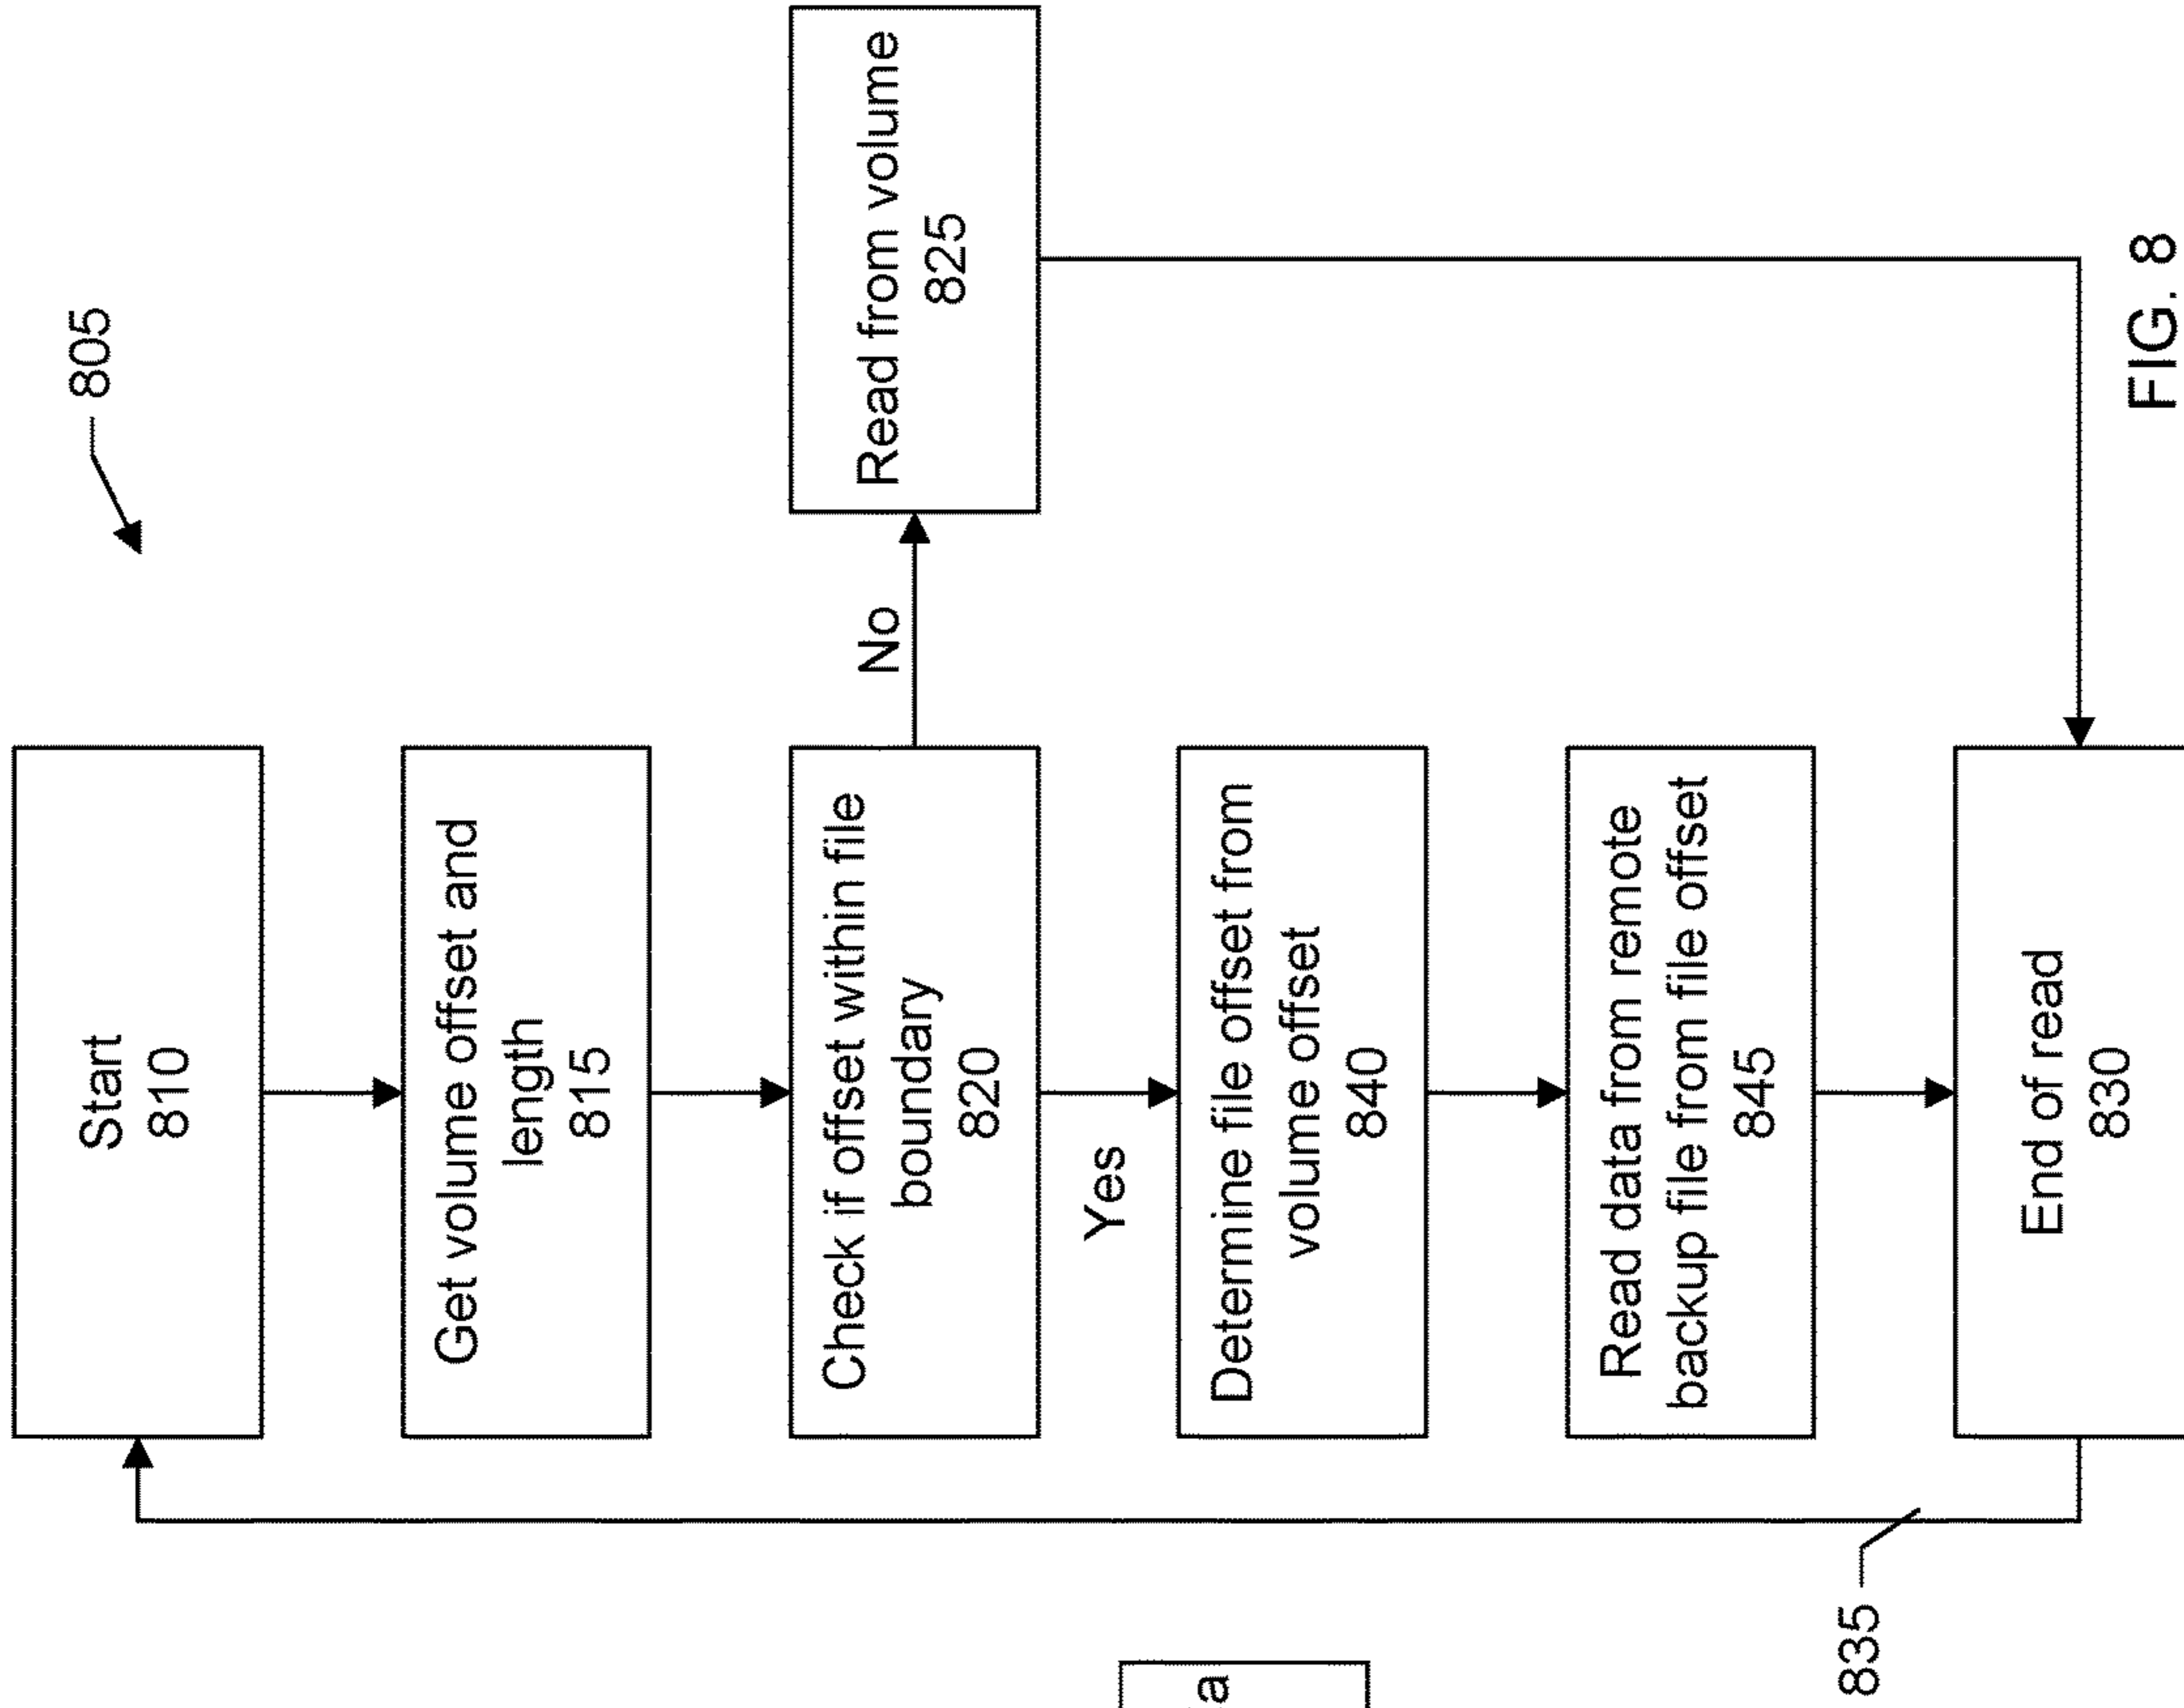 805
Start
810
Get volume offset and
length
815
Check if offset within file
boundary
820
No
Read from volume
825
Yes
Determine file offset from
volume offset
840
Read data from remote
backup file from file offset
845
End of read
830
835
a
FIG. 8